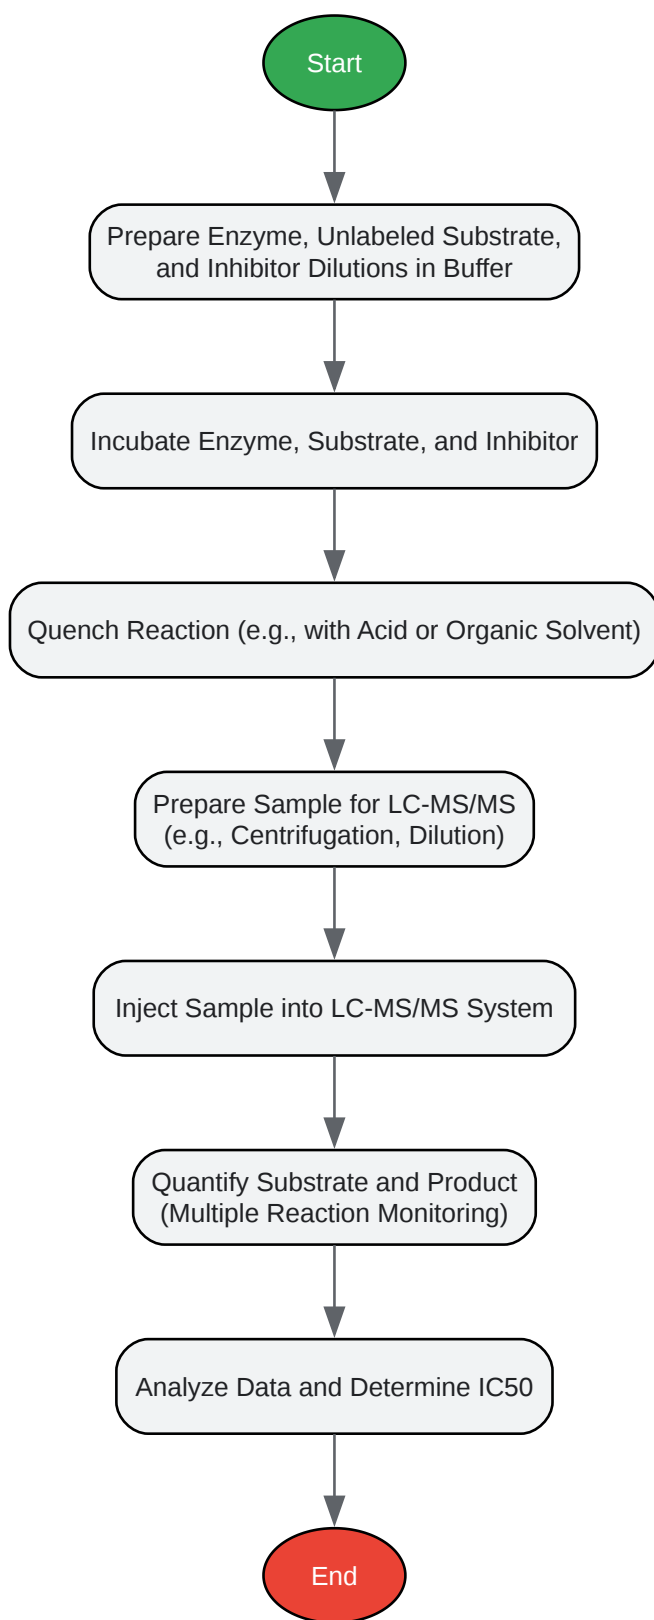 Start
Prepare Enzyme, Unlabeled Substrate,
and Inhibitor Dilutions in Buffer
Incubate Enzyme, Substrate, and Inhibitor
Quench Reaction (e.g., with Acid or Organic Solvent)
Prepare Sample for LC-MS/MS
(e.g., Centrifugation, Dilution)
Inject Sample into LC-MS/MS System
Quantify Substrate and Product
(Multiple Reaction Monitoring)
Analyze Data and Determine IC50
End